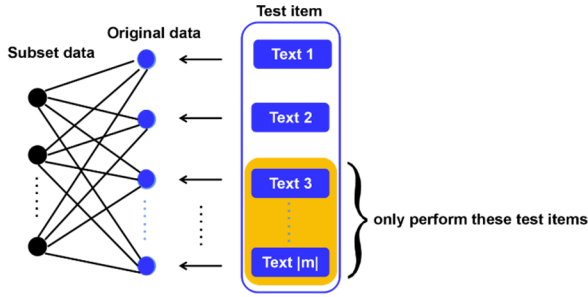 Test item
Original data
Subset data
Text 1
Text 2
Text 3
only perform these test items
Text |m|